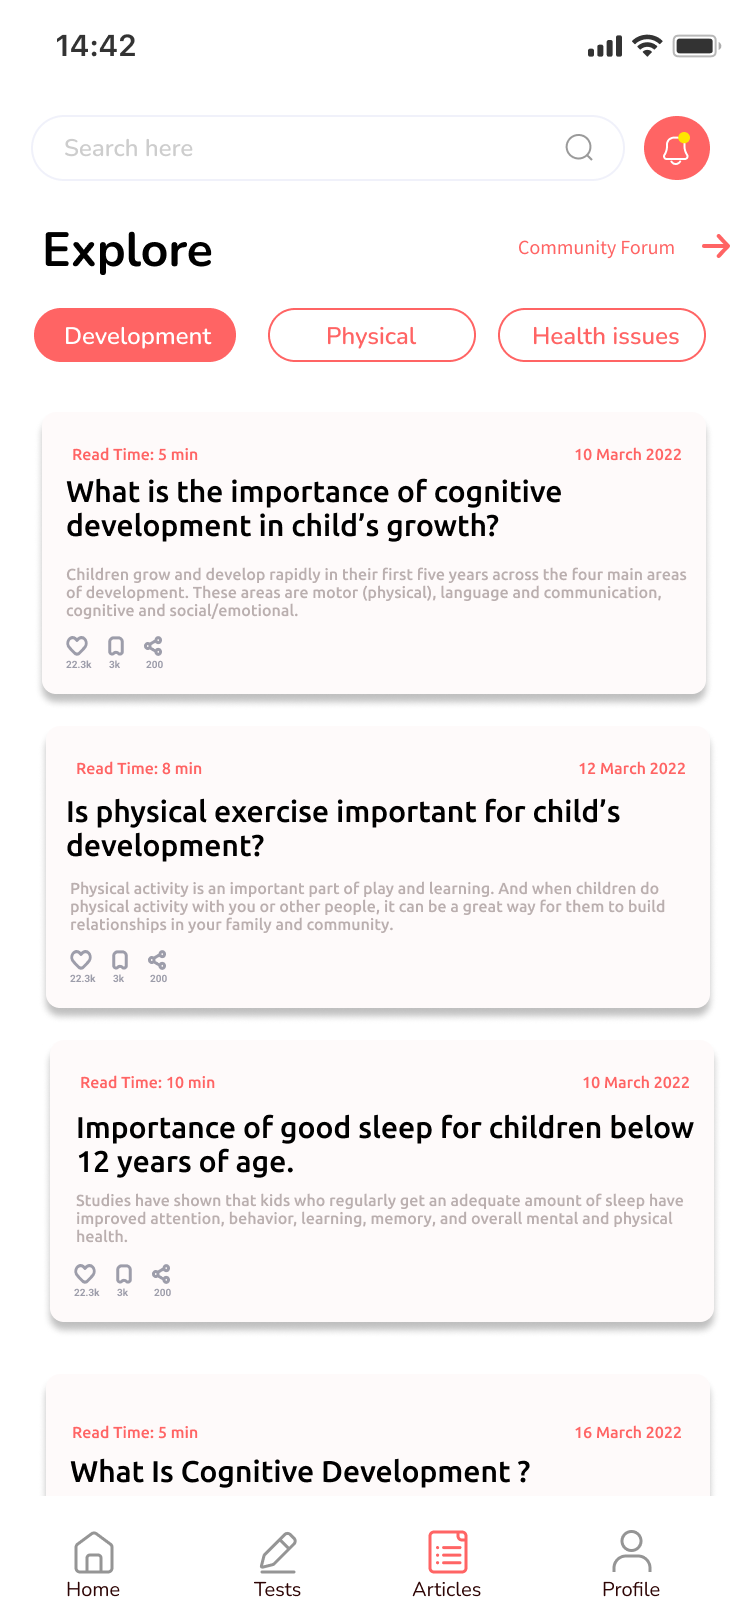 14:42
Search here
Explore
Community Forum
Development
Physical
Health issues
Read Time: 5 min
10 March 2022
What is the importance of cognitive
development in child’s growth?
Children grow and develop rapidly in their first five years across the four main areas
of development. These areas are motor (physical), language and communication,
cognitive and social/emotional.
22.3k
3k
200
Read Time: 8 min
12 March 2022
Is physical exercise important for child’s
development?
Physical activity is an important part of play and learning. And when children do
physical activity with you or other people, it can be a great way for them to build
relationships in your family and community.
22.3k
3k
200
Read Time: 10 min
10 March 2022
Importance of good sleep for children below
12 years of age.
Studies have shown that kids who regularly get an adequate amount of sleep have
improved attention, behavior, learning, memory, and overall mental and physical
health.
22.3k
3k
200
Read Time: 5 min
16 March 2022
What Is Cognitive Development ?
Home
Tests
Articles
Profile